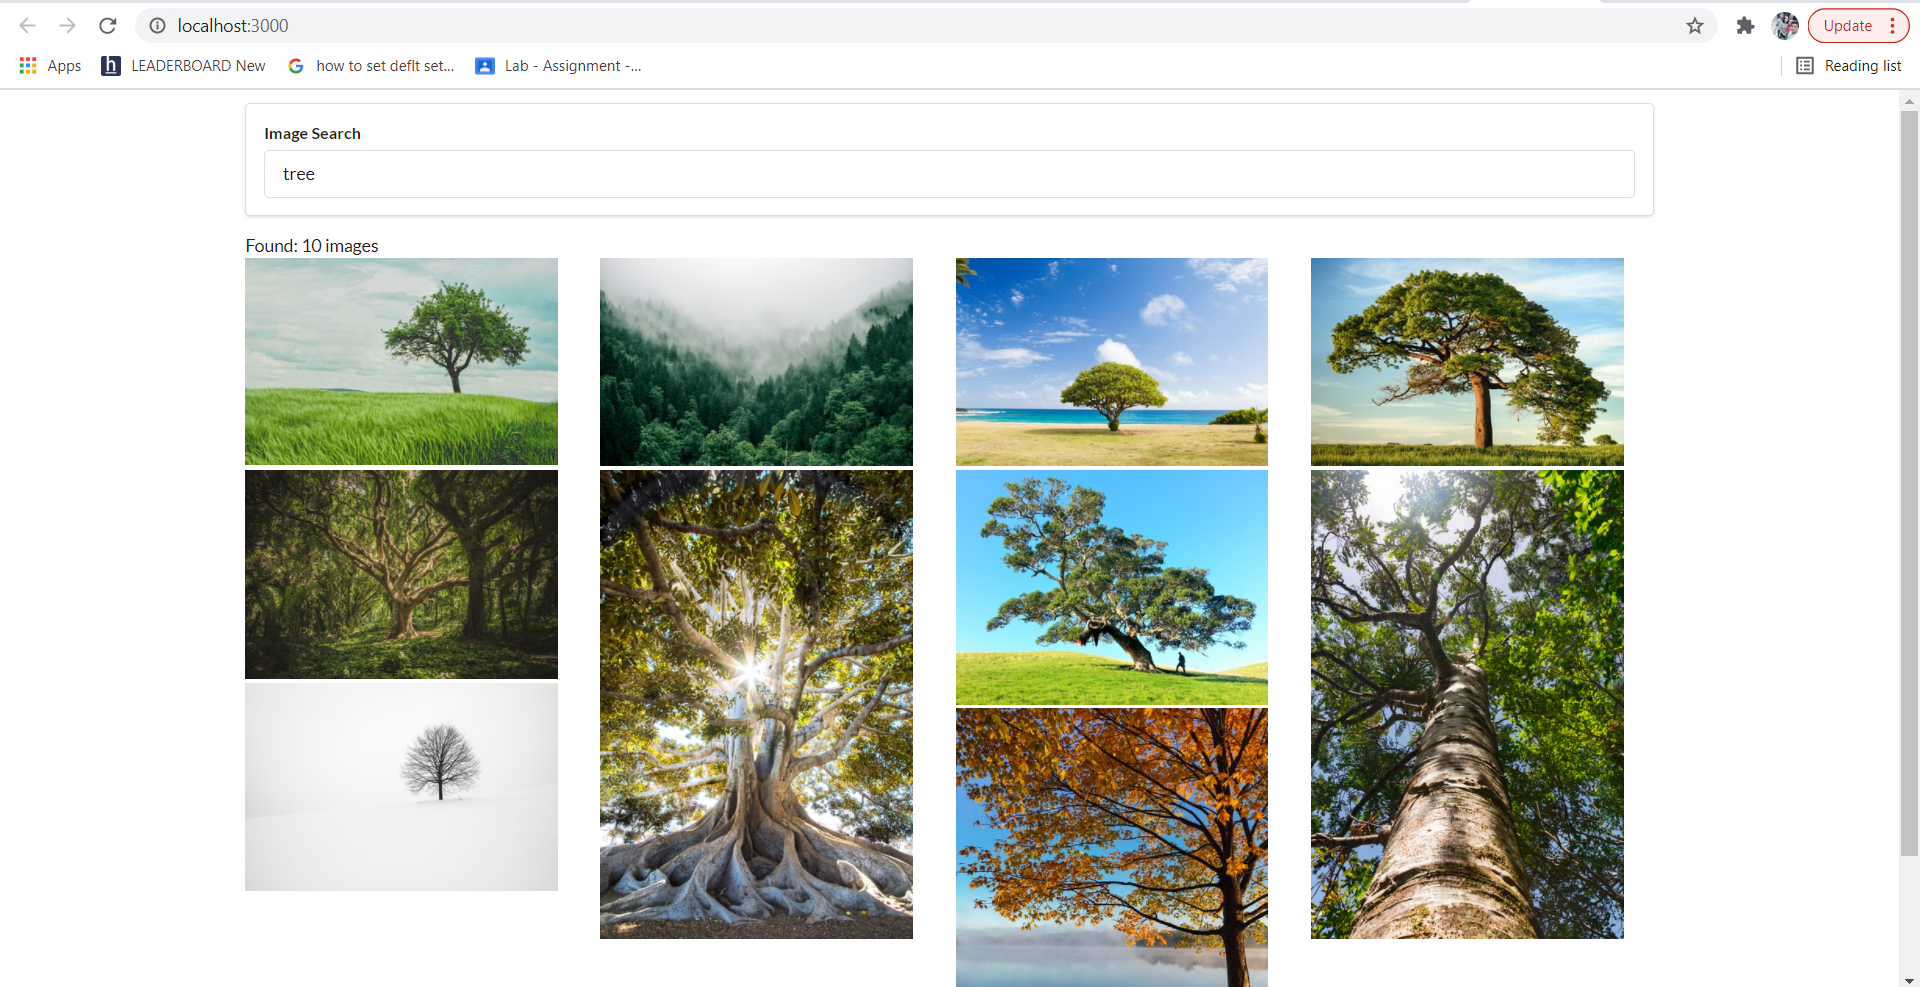 localhost:3000
Update
Apps
LEADERBOARD New
how to set deflt set...
Lab - Assignment -...
Reading list
Image Search
tree
Found: 10 images